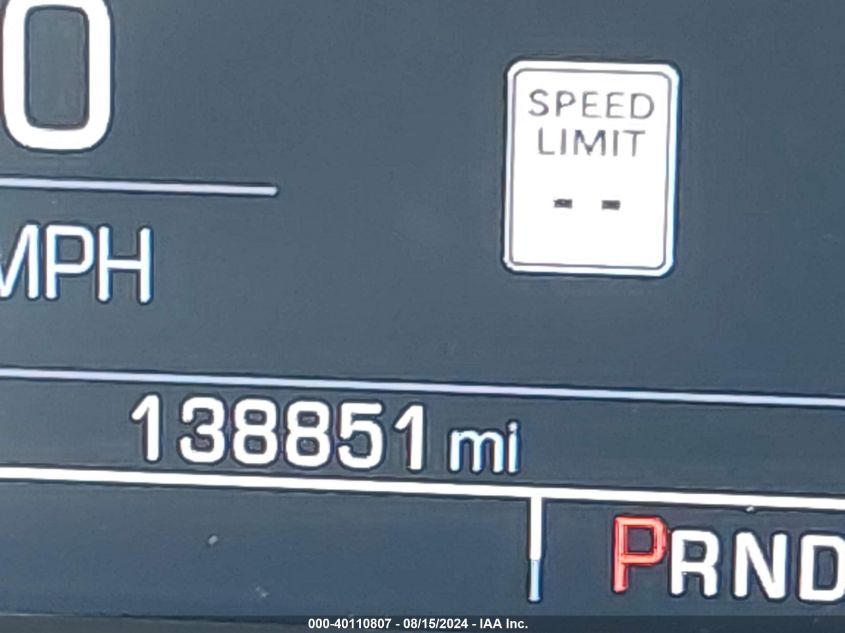 0
SPEED
LIMIT
--
MPH
138851 mi
PRND
000-40110807 - 08/15/2024 - IAA Inc.